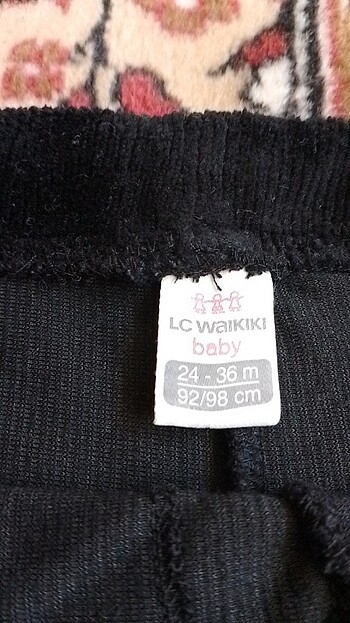 LC WAIKIKI
baby
24 - 36 m
92/98 cm